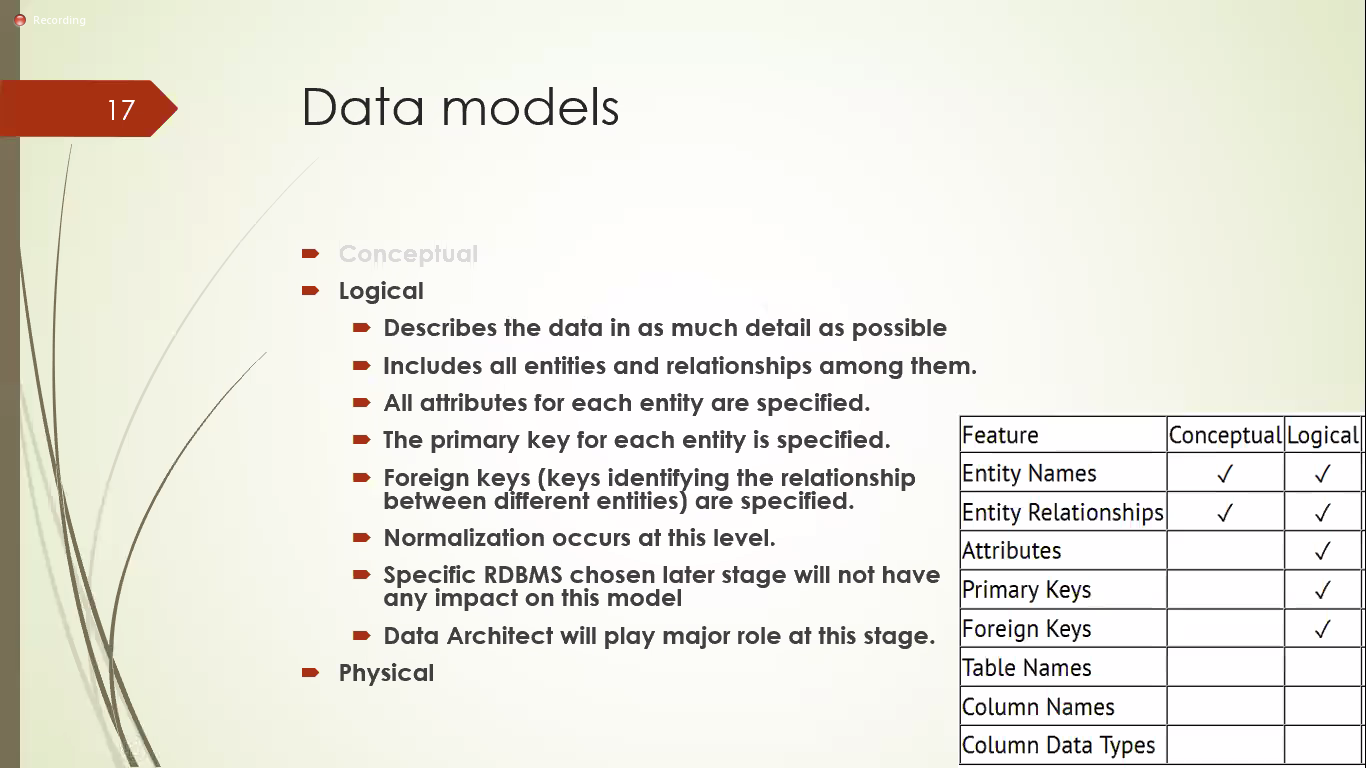 Recording
17
Data models
Conceptual
Logical
Describes the data in as much detail as possible
Includes all entities and relationships among them.
All attributes for each entity are specified.
The primary key for each entity is specified.
Foreign keys (keys identifying the relationship
between different entities) are specified.
Normalization occurs at this level.
Specific RDBMS chosen later stage will not have
any impact on this model
Data Architect will play major role at this stage.
Physical
Feature Conceptual Logical
Entity Names ✓ ✓
Entity Relationships ✓ ✓
Attributes ✓
Primary Keys ✓
Foreign Keys ✓
Table Names
Column Names
Column Data Types